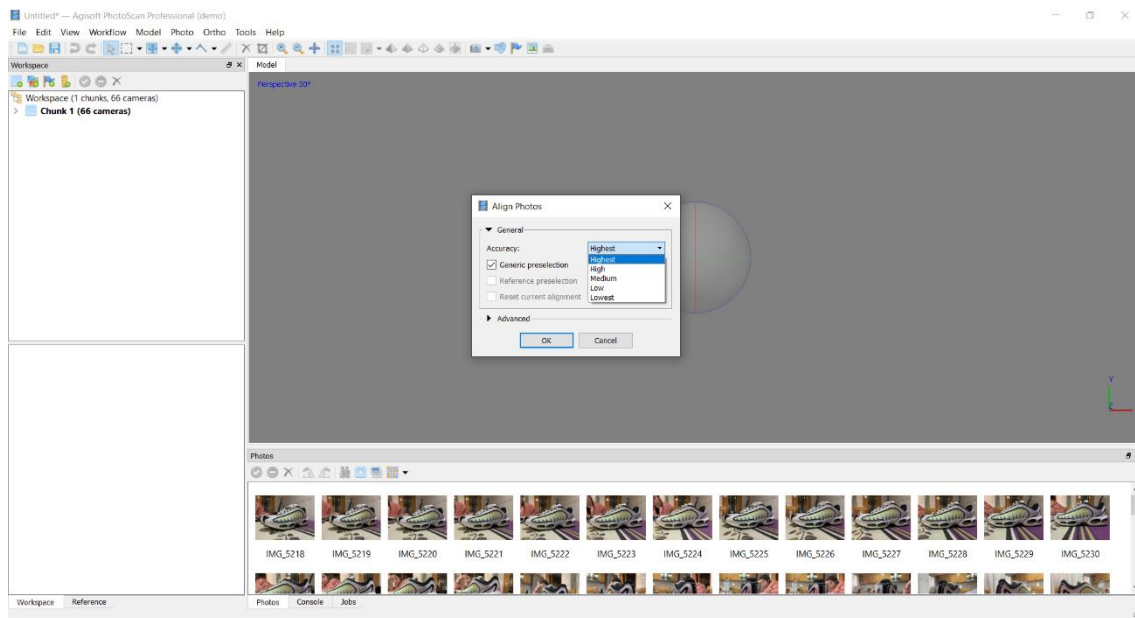 Untitled* — Agisoft PhotoScan Professional (demo)
File Edit View Workflow Model Photo Ortho Tools Help
Workspace
Model
Workspace (1 chunks, 66 cameras)
Chunk 1 (66 cameras)
Perspective 30°
Align Photos
General
Accuracy: Highest
Highest
Generic preselection
High
Medium
Reference preselection
Low
Reset current alignment
Lowest
Advanced
OK Cancel
Y
Z
Photos
IMG_5218 IMG_5219 IMG_5220 IMG_5221 IMG_5222 IMG_5223 IMG_5224 IMG_5225 IMG_5226 IMG_5227 IMG_5228 IMG_5229 IMG_5230
Workspace Reference
Photos Console Jobs